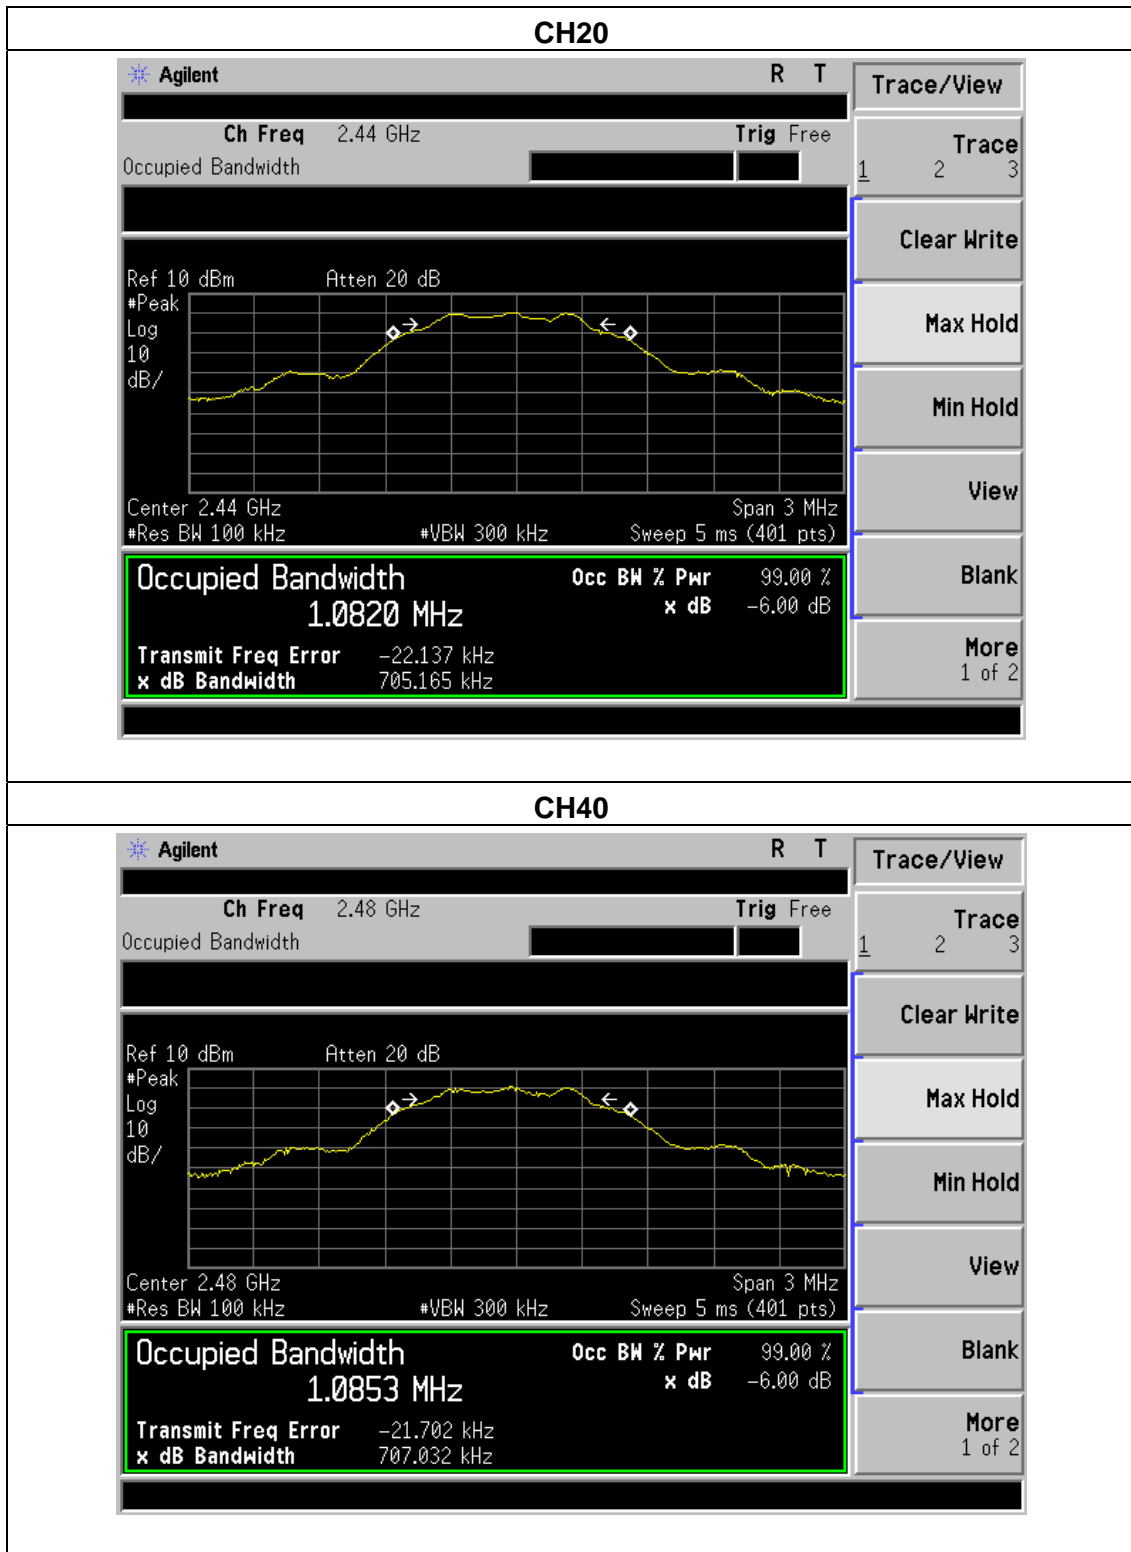 CH20
Agilent R T
Trace/View
Ch Freq 2.44 GHz Trig Free
Occupied Bandwidth
Trace
1 2 3
Clear Write
Ref 10 dBm Atten 20 dB
#Peak
Log
10
dB/
Max Hold
Min Hold
View
Center 2.44 GHz Span 3 MHz
#Res BW 100 kHz #VBW 300 kHz Sweep 5 ms (401 pts)
Occupied Bandwidth Occ BW % Pwr 99.00 %
1.0820 MHz x dB -6.00 dB
Blank
Transmit Freq Error -22.137 kHz
x dB Bandwidth 705.165 kHz
More
1 of 2
CH40
Agilent R T
Trace/View
Ch Freq 2.48 GHz Trig Free
Occupied Bandwidth
Trace
1 2 3
Clear Write
Ref 10 dBm Atten 20 dB
#Peak
Log
10
dB/
Max Hold
Min Hold
View
Center 2.48 GHz Span 3 MHz
#Res BW 100 kHz #VBW 300 kHz Sweep 5 ms (401 pts)
Occupied Bandwidth Occ BW % Pwr 99.00 %
1.0853 MHz x dB -6.00 dB
Blank
Transmit Freq Error -21.702 kHz
x dB Bandwidth 707.032 kHz
More
1 of 2